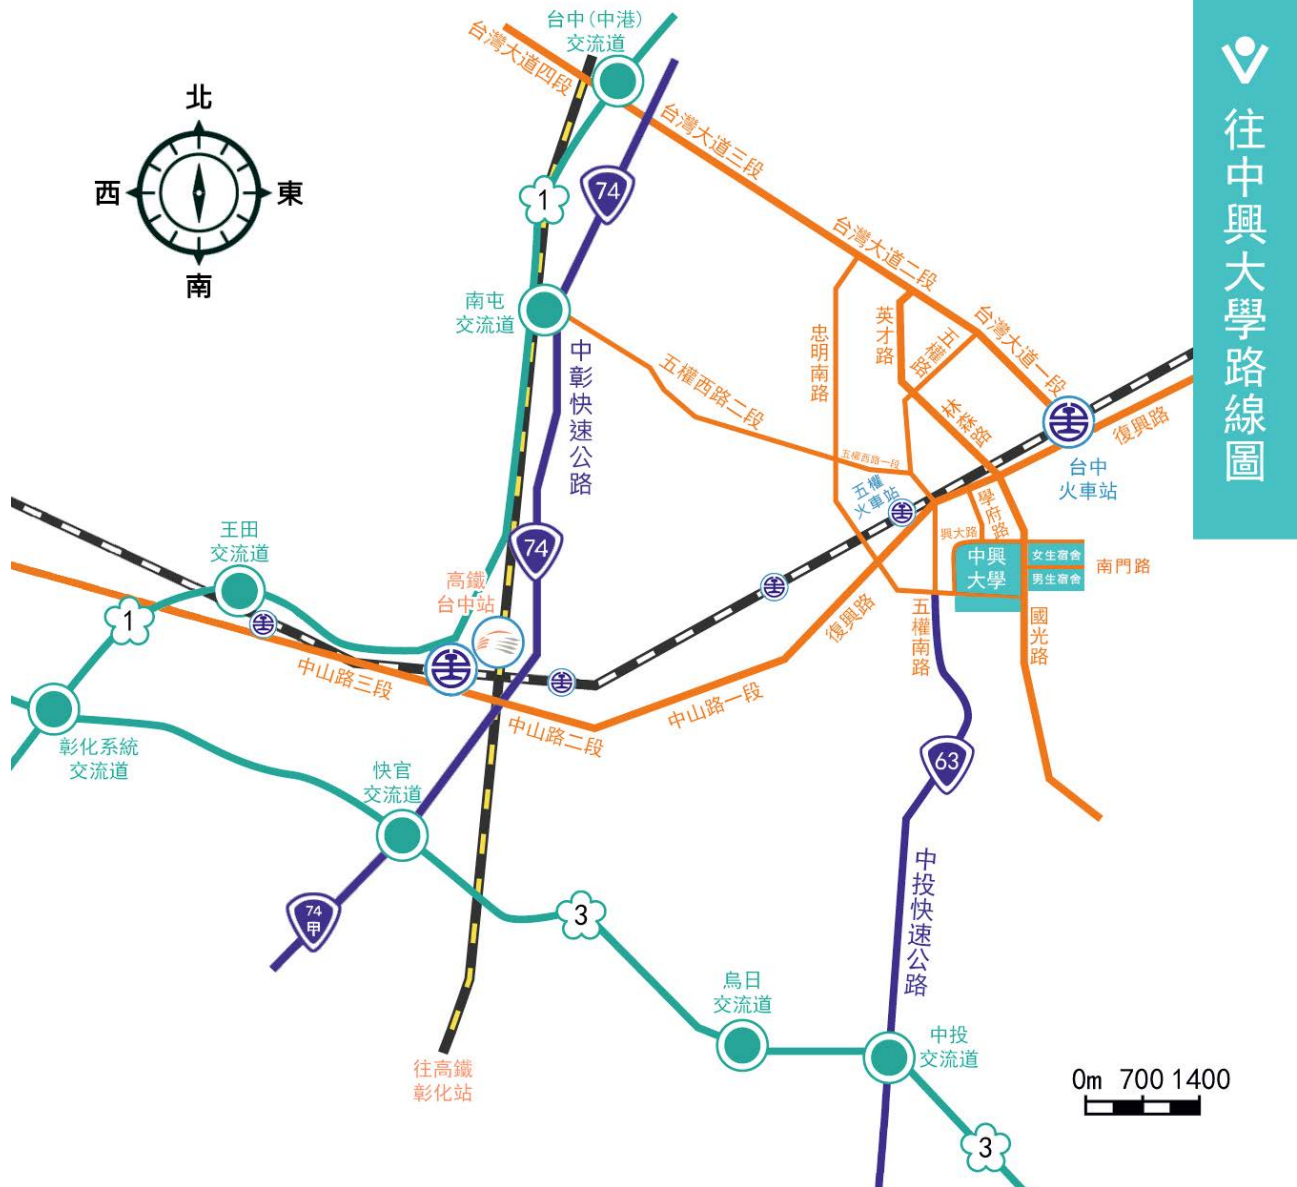 台中(中港)
交流道
台灣大道四段
往中興大學路線圖
北
西
東
南
台灣大道三段
74
1
台灣大道二段
南屯
交流道
中彰快速公路
五權西路二段
忠明南路
英才路
五權路
台灣大道一段
林森路
復興路
台中
火車站
五權西路一段
五權
火車站
學府路
興大路
中興
大學
女生宿舍
男生宿舍
南門路
國光路
五權南路
復興路
74
高鐵
台中站
王田
交流道
1
中山路三段
中山路二段
中山路一段
彰化系統
交流道
快官
交流道
63
中投快速公路
74
甲
3
烏日
交流道
中投
交流道
往高鐵
彰化站
0m 700 1400
3